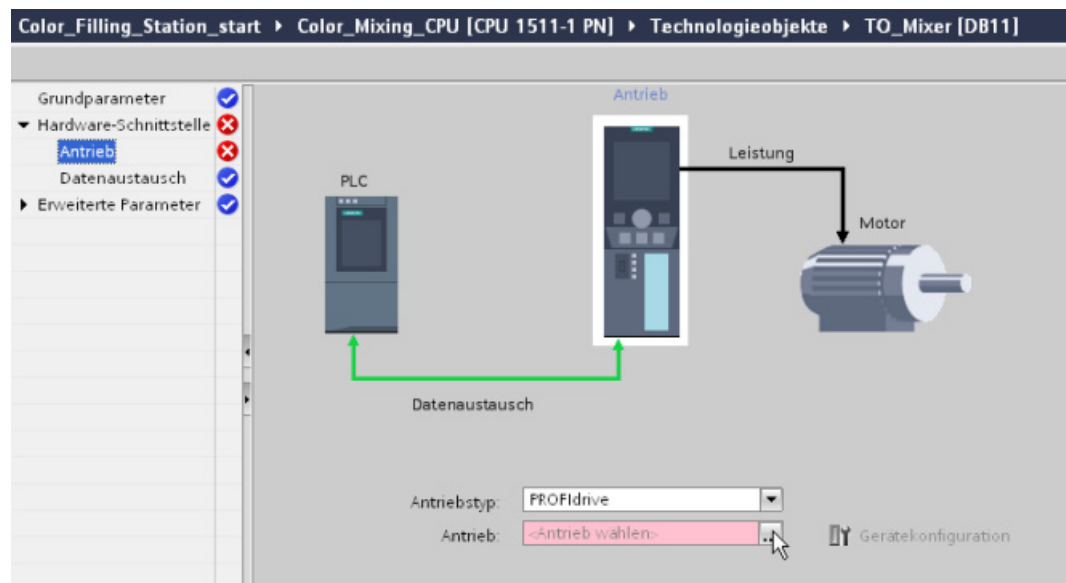 Color_Filling_Station_start ▸ Color_Mixing_CPU [CPU 1511-1 PN] ▸ Technologieobjekte ▸ TO_Mixer [DB11]
Grundparameter
Hardware-Schnittstelle
Antrieb
Datenaustausch
Erweiterte Parameter
Antrieb
Leistung
PLC
Motor
Datenaustausch
Antriebstyp: PROFIdrive
Antrieb: <Antrieb wählen> ...
Gerätekonfiguration